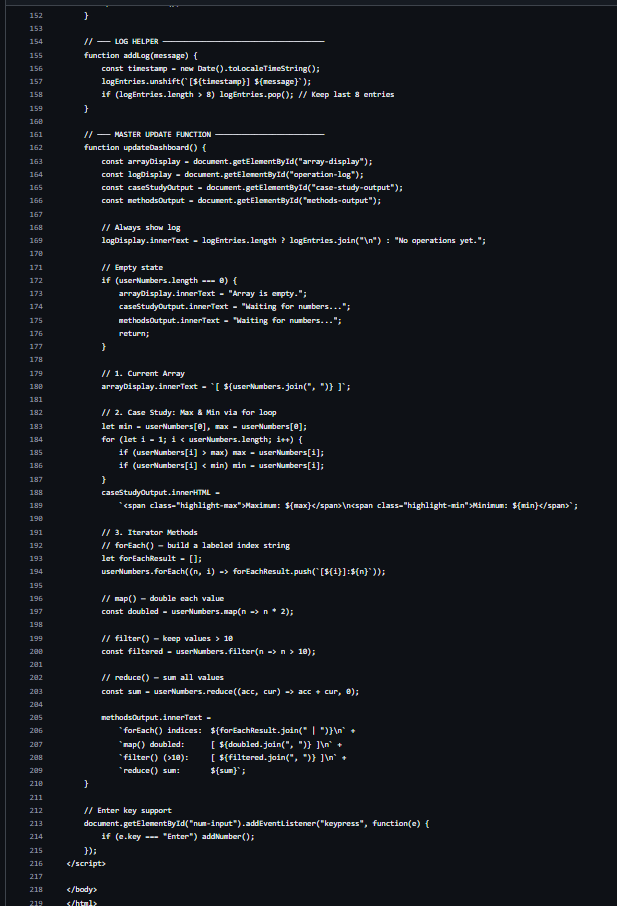 152 }
153
154 // ── LOG HELPER ──────────────────────────────
155 function addLog(message) {
156 const timestamp = new Date().toLocaleTimeString();
157 logEntries.unshift(`[${timestamp}] ${message}`);
158 if (logEntries.length > 8) logEntries.pop(); // Keep last 8 entries
159 }
160
161 // ── MASTER UPDATE FUNCTION ────────────────────
162 function updateDashboard() {
163 const arrayDisplay = document.getElementById("array-display");
164 const logDisplay = document.getElementById("operation-log");
165 const caseStudyOutput = document.getElementById("case-study-output");
166 const methodsOutput = document.getElementById("methods-output");
167
168 // Always show log
169 logDisplay.innerText = logEntries.length ? logEntries.join("\n") : "No operations yet.";
170
171 // Empty state
172 if (userNumbers.length === 0) {
173 arrayDisplay.innerText = "Array is empty.";
174 caseStudyOutput.innerText = "Waiting for numbers...";
175 methodsOutput.innerText = "Waiting for numbers...";
176 return;
177 }
178
179 // 1. Current Array
180 arrayDisplay.innerText = `[ ${userNumbers.join(", ")} ]`;
181
182 // 2. Case Study: Max & Min via for loop
183 let min = userNumbers[0], max = userNumbers[0];
184 for (let i = 1; i < userNumbers.length; i++) {
185 if (userNumbers[i] > max) max = userNumbers[i];
186 if (userNumbers[i] < min) min = userNumbers[i];
187 }
188 caseStudyOutput.innerHTML =
189 `<span class="highlight-max">Maximum: ${max}</span>\n<span class="highlight-min">Minimum: ${min}</span>`;
190
191 // 3. Iterator Methods
192 // forEach() — build a labeled index string
193 let forEachResult = [];
194 userNumbers.forEach((n, i) => forEachResult.push(`[${i}]:${n}`));
195
196 // map() — double each value
197 const doubled = userNumbers.map(n => n * 2);
198
199 // filter() — keep values > 10
200 const filtered = userNumbers.filter(n => n > 10);
201
202 // reduce() — sum all values
203 const sum = userNumbers.reduce((acc, cur) => acc + cur, 0);
204
205 methodsOutput.innerText =
206 `forEach() indices: ${forEachResult.join(" | ")}\n` +
207 `map() doubled: [ ${doubled.join(", ")} ]\n` +
208 `filter() (>10): [ ${filtered.join(", ")} ]\n` +
209 `reduce() sum: ${sum}`;
210 }
211
212 // Enter key support
213 document.getElementById("num-input").addEventListener("keypress", function(e) {
214 if (e.key === "Enter") addNumber();
215 });
216 </script>
217
218 </body>
219 </html>